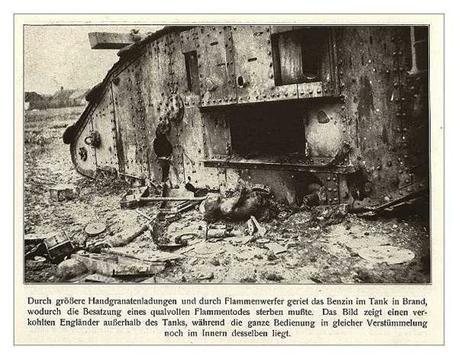 Durch größere Handgranatenladungen und durch Flammenwerfer geriet das Benzin im Tank in Brand,
wodurch die Besatzung eines qualvollen Flammentodes sterben mußte. Das Bild zeigt einen ver-
kohlten Engländer außerhalb des Tanks, während die ganze Bedienung in gleicher Verstümmelung
noch im Innern desselben liegt.